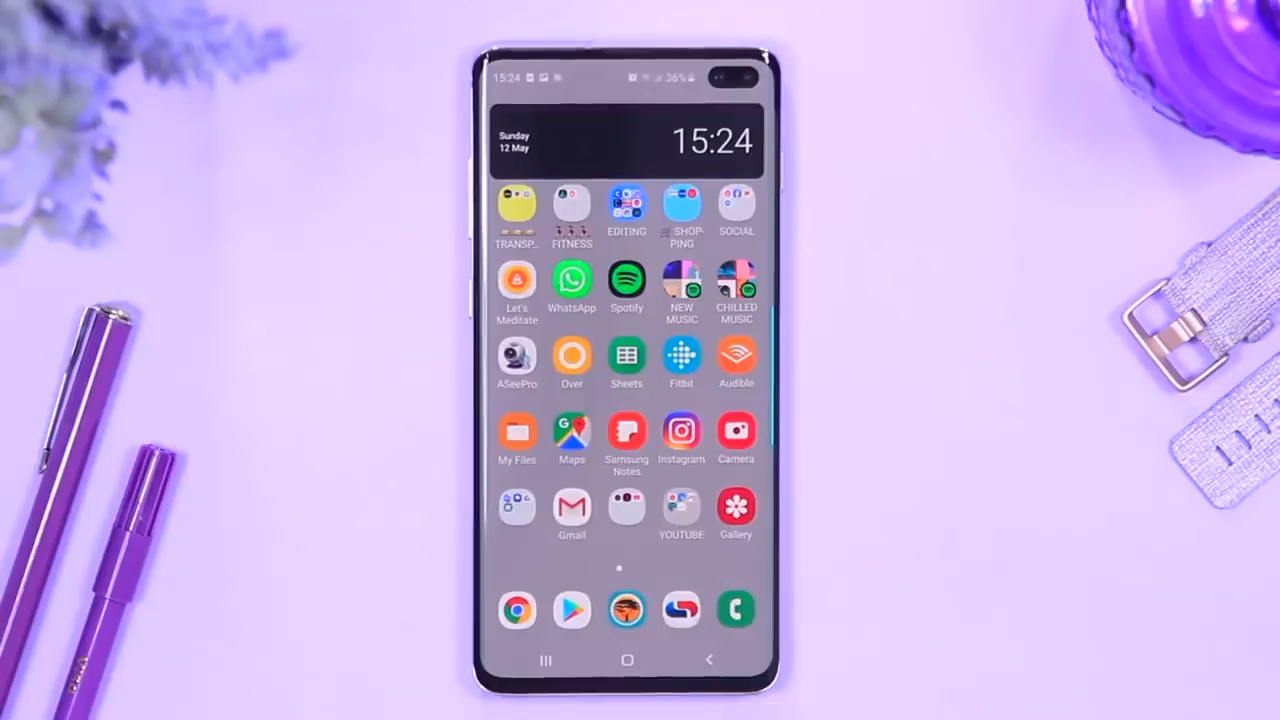 15:24
36%
Sunday
12 May
15:24
TRANSP...
FITNESS
EDITING
SHOP-
PING
SOCIAL
Let's
Meditate
WhatsApp
Spotify
NEW
MUSIC
CHILLED
MUSIC
ASeePro
Over
Sheets
Fitbit
Audible
My Files
Maps
Samsung
Notes
Instagram
Camera
Gmail
YOUTUBE
Gallery